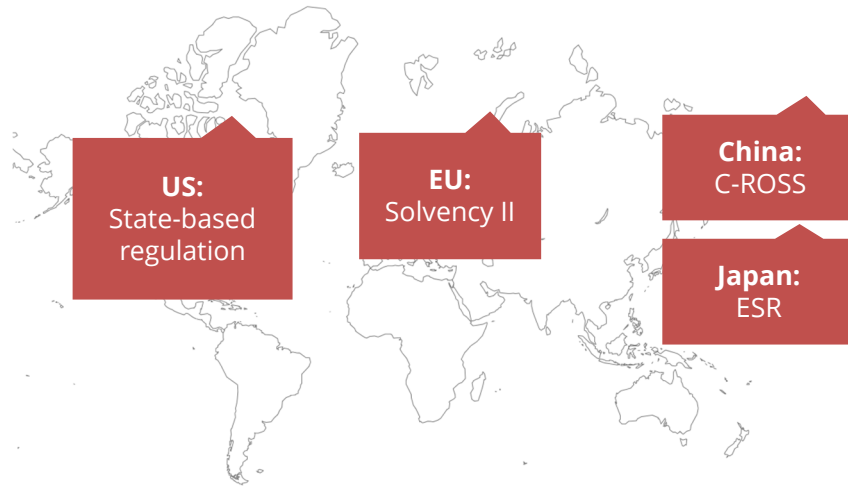 US:
State-based
regulation
EU:
Solvency II
China:
C-ROSS
Japan:
ESR